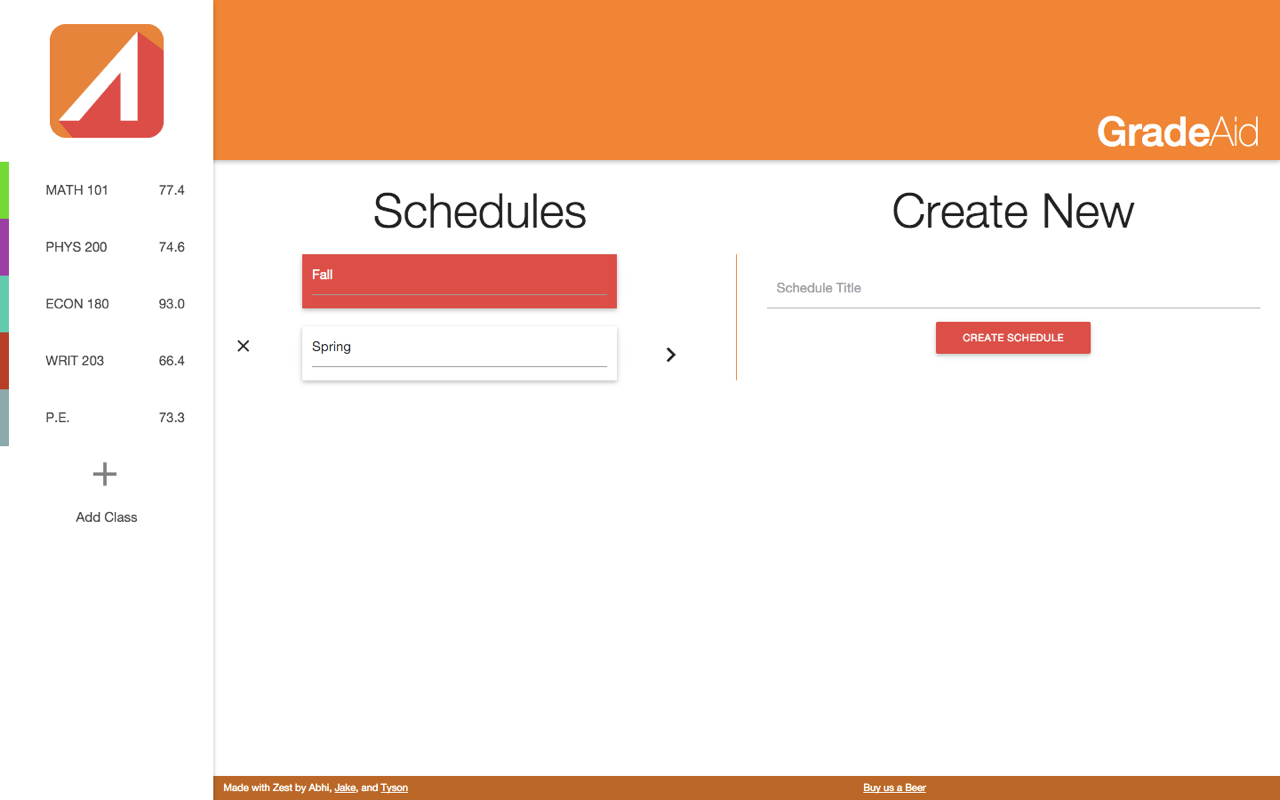 GradeAid
MATH 101 77.4
PHYS 200 74.6
ECON 180 93.0
WRIT 203 66.4
P.E. 73.3
Add Class
Schedules
Fall
Spring
Create New
Schedule Title
CREATE SCHEDULE
Made with Zest by Abhi, Jake, and Tyson
Buy us a Beer